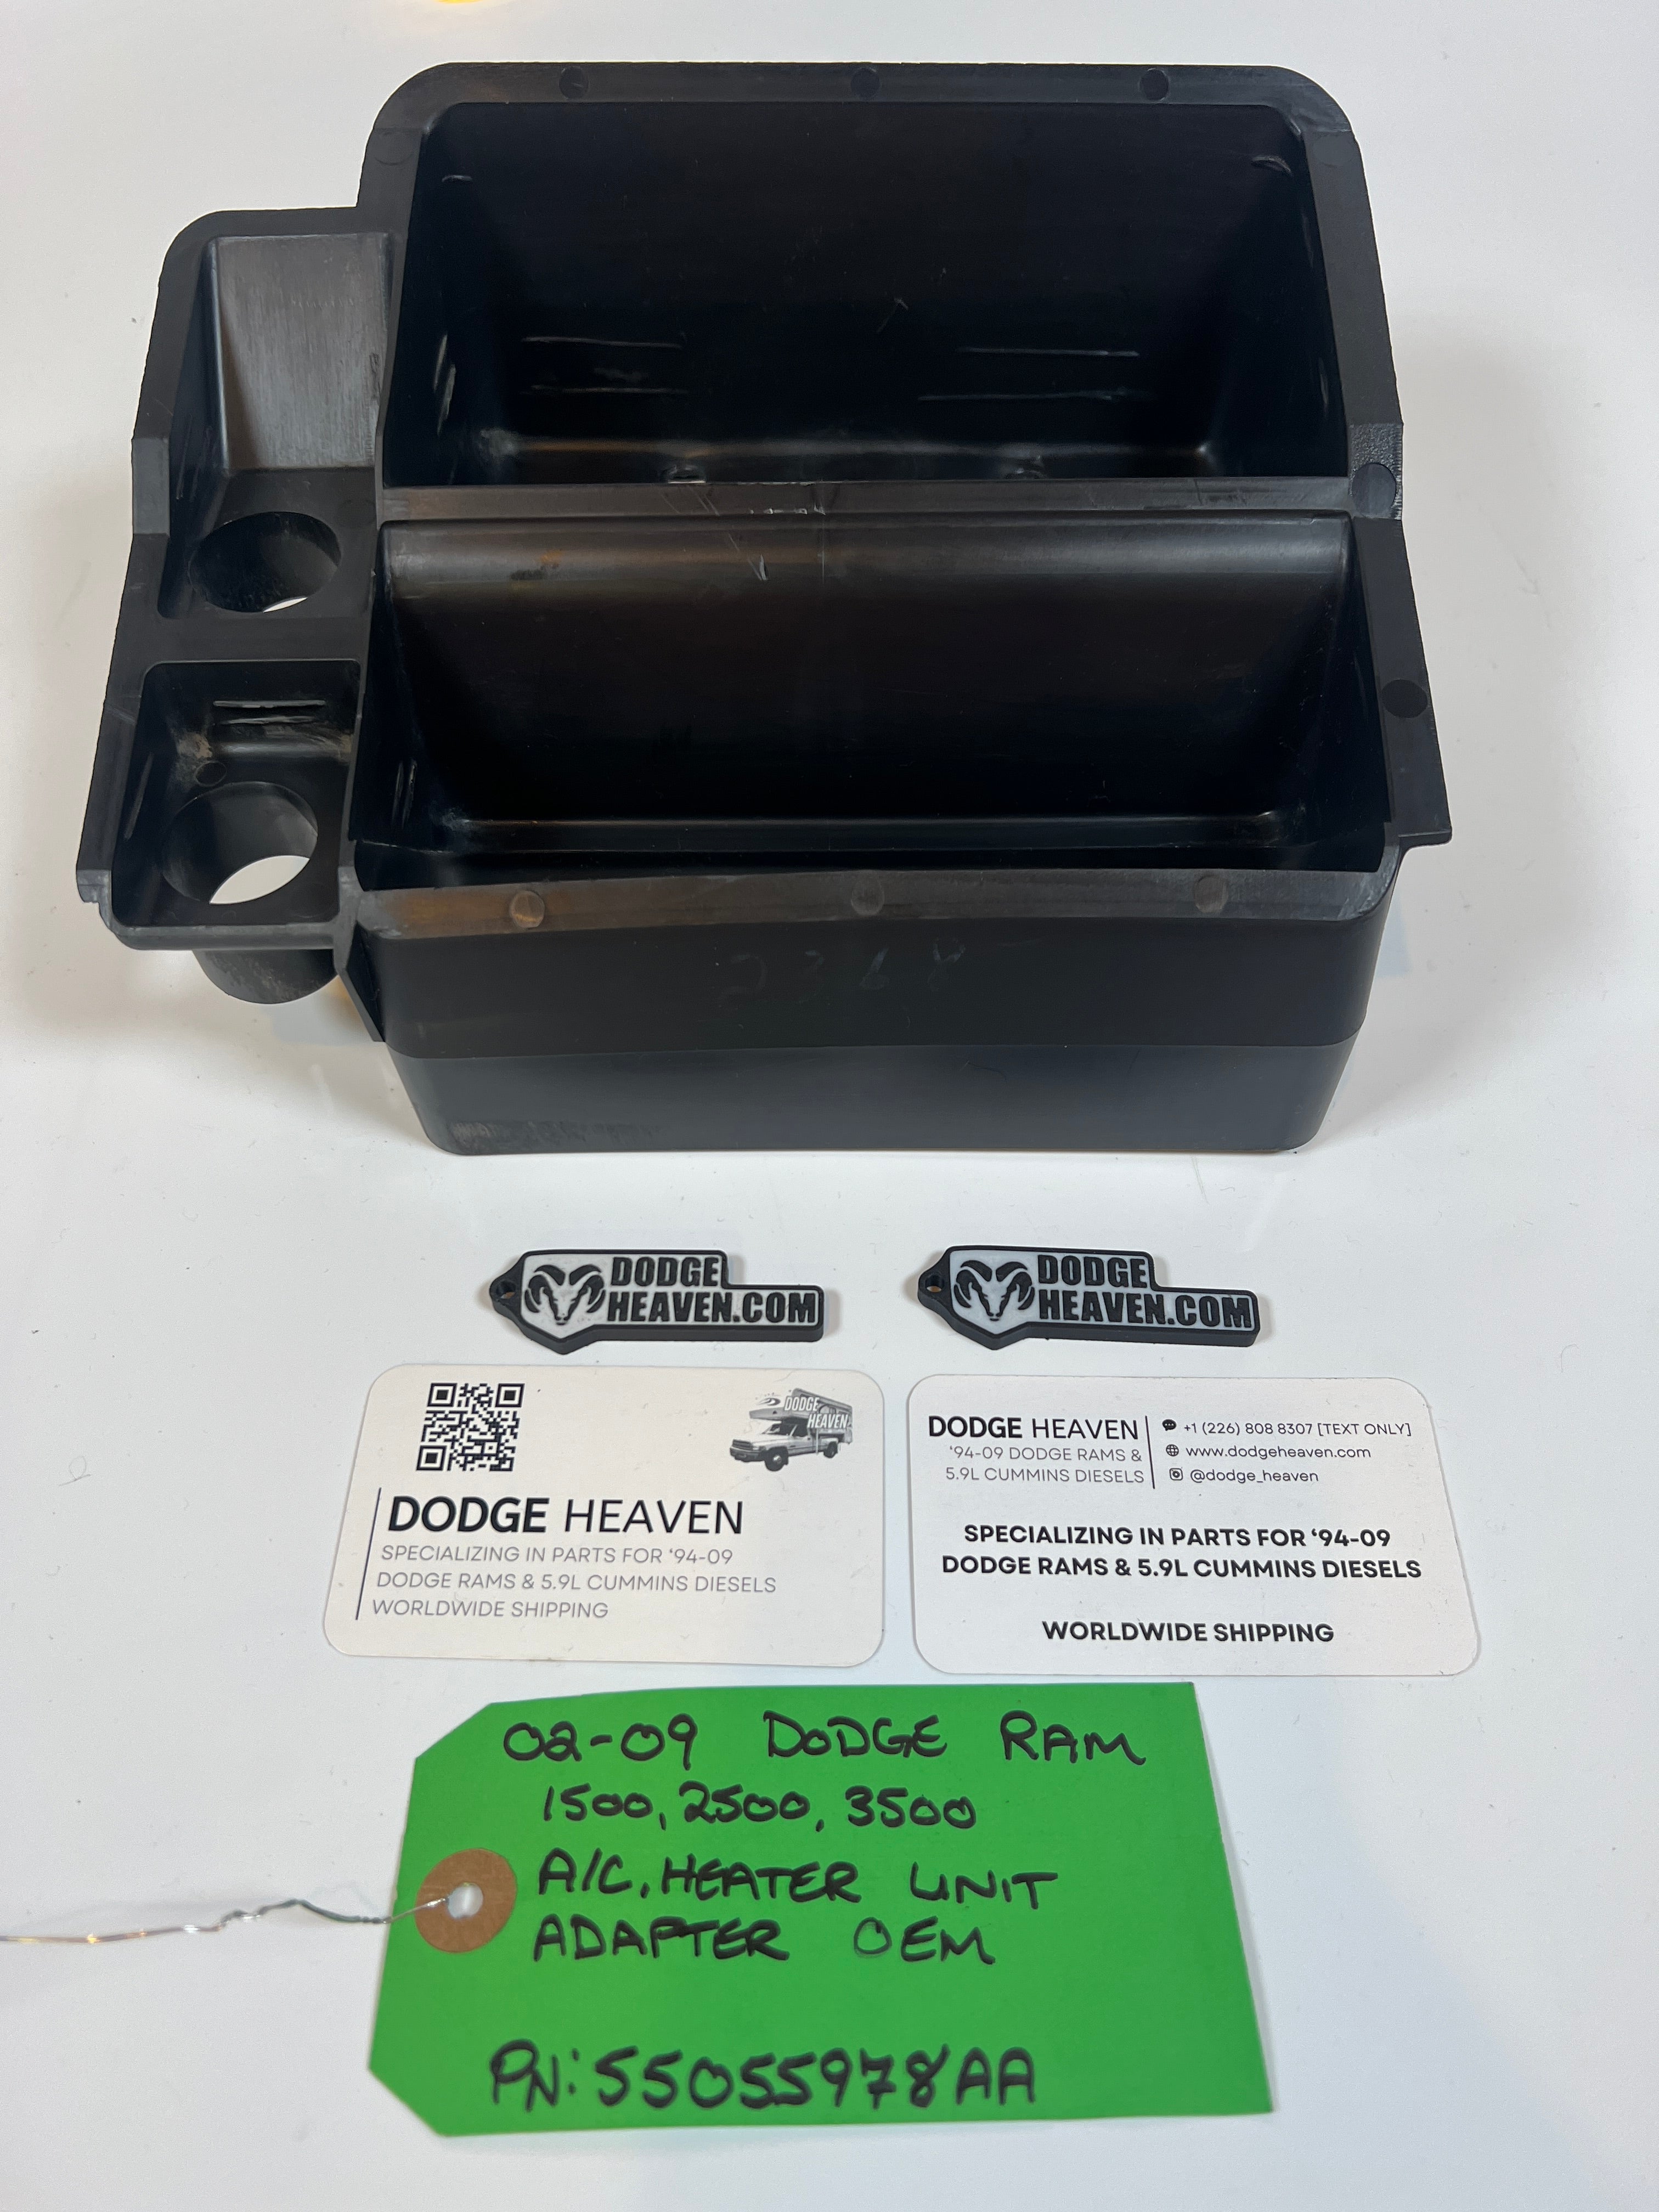 2368
DODGE
HEAVEN.COM
DODGE
HEAVEN.COM
DODGE
HEAVEN
DODGE HEAVEN
SPECIALIZING IN PARTS FOR ‘94-09
DODGE RAMS & 5.9L CUMMINS DIESELS
WORLDWIDE SHIPPING
DODGE HEAVEN
‘94-09 DODGE RAMS &
5.9L CUMMINS DIESELS
+1 (226) 808 8307 [TEXT ONLY]
www.dodgeheaven.com
@dodge_heaven
SPECIALIZING IN PARTS FOR ‘94-09
DODGE RAMS & 5.9L CUMMINS DIESELS
WORLDWIDE SHIPPING
02-09 DODGE RAM
1500, 2500, 3500
A/C, HEATER UNIT
ADAPTER OEM
PN: 55055978AA